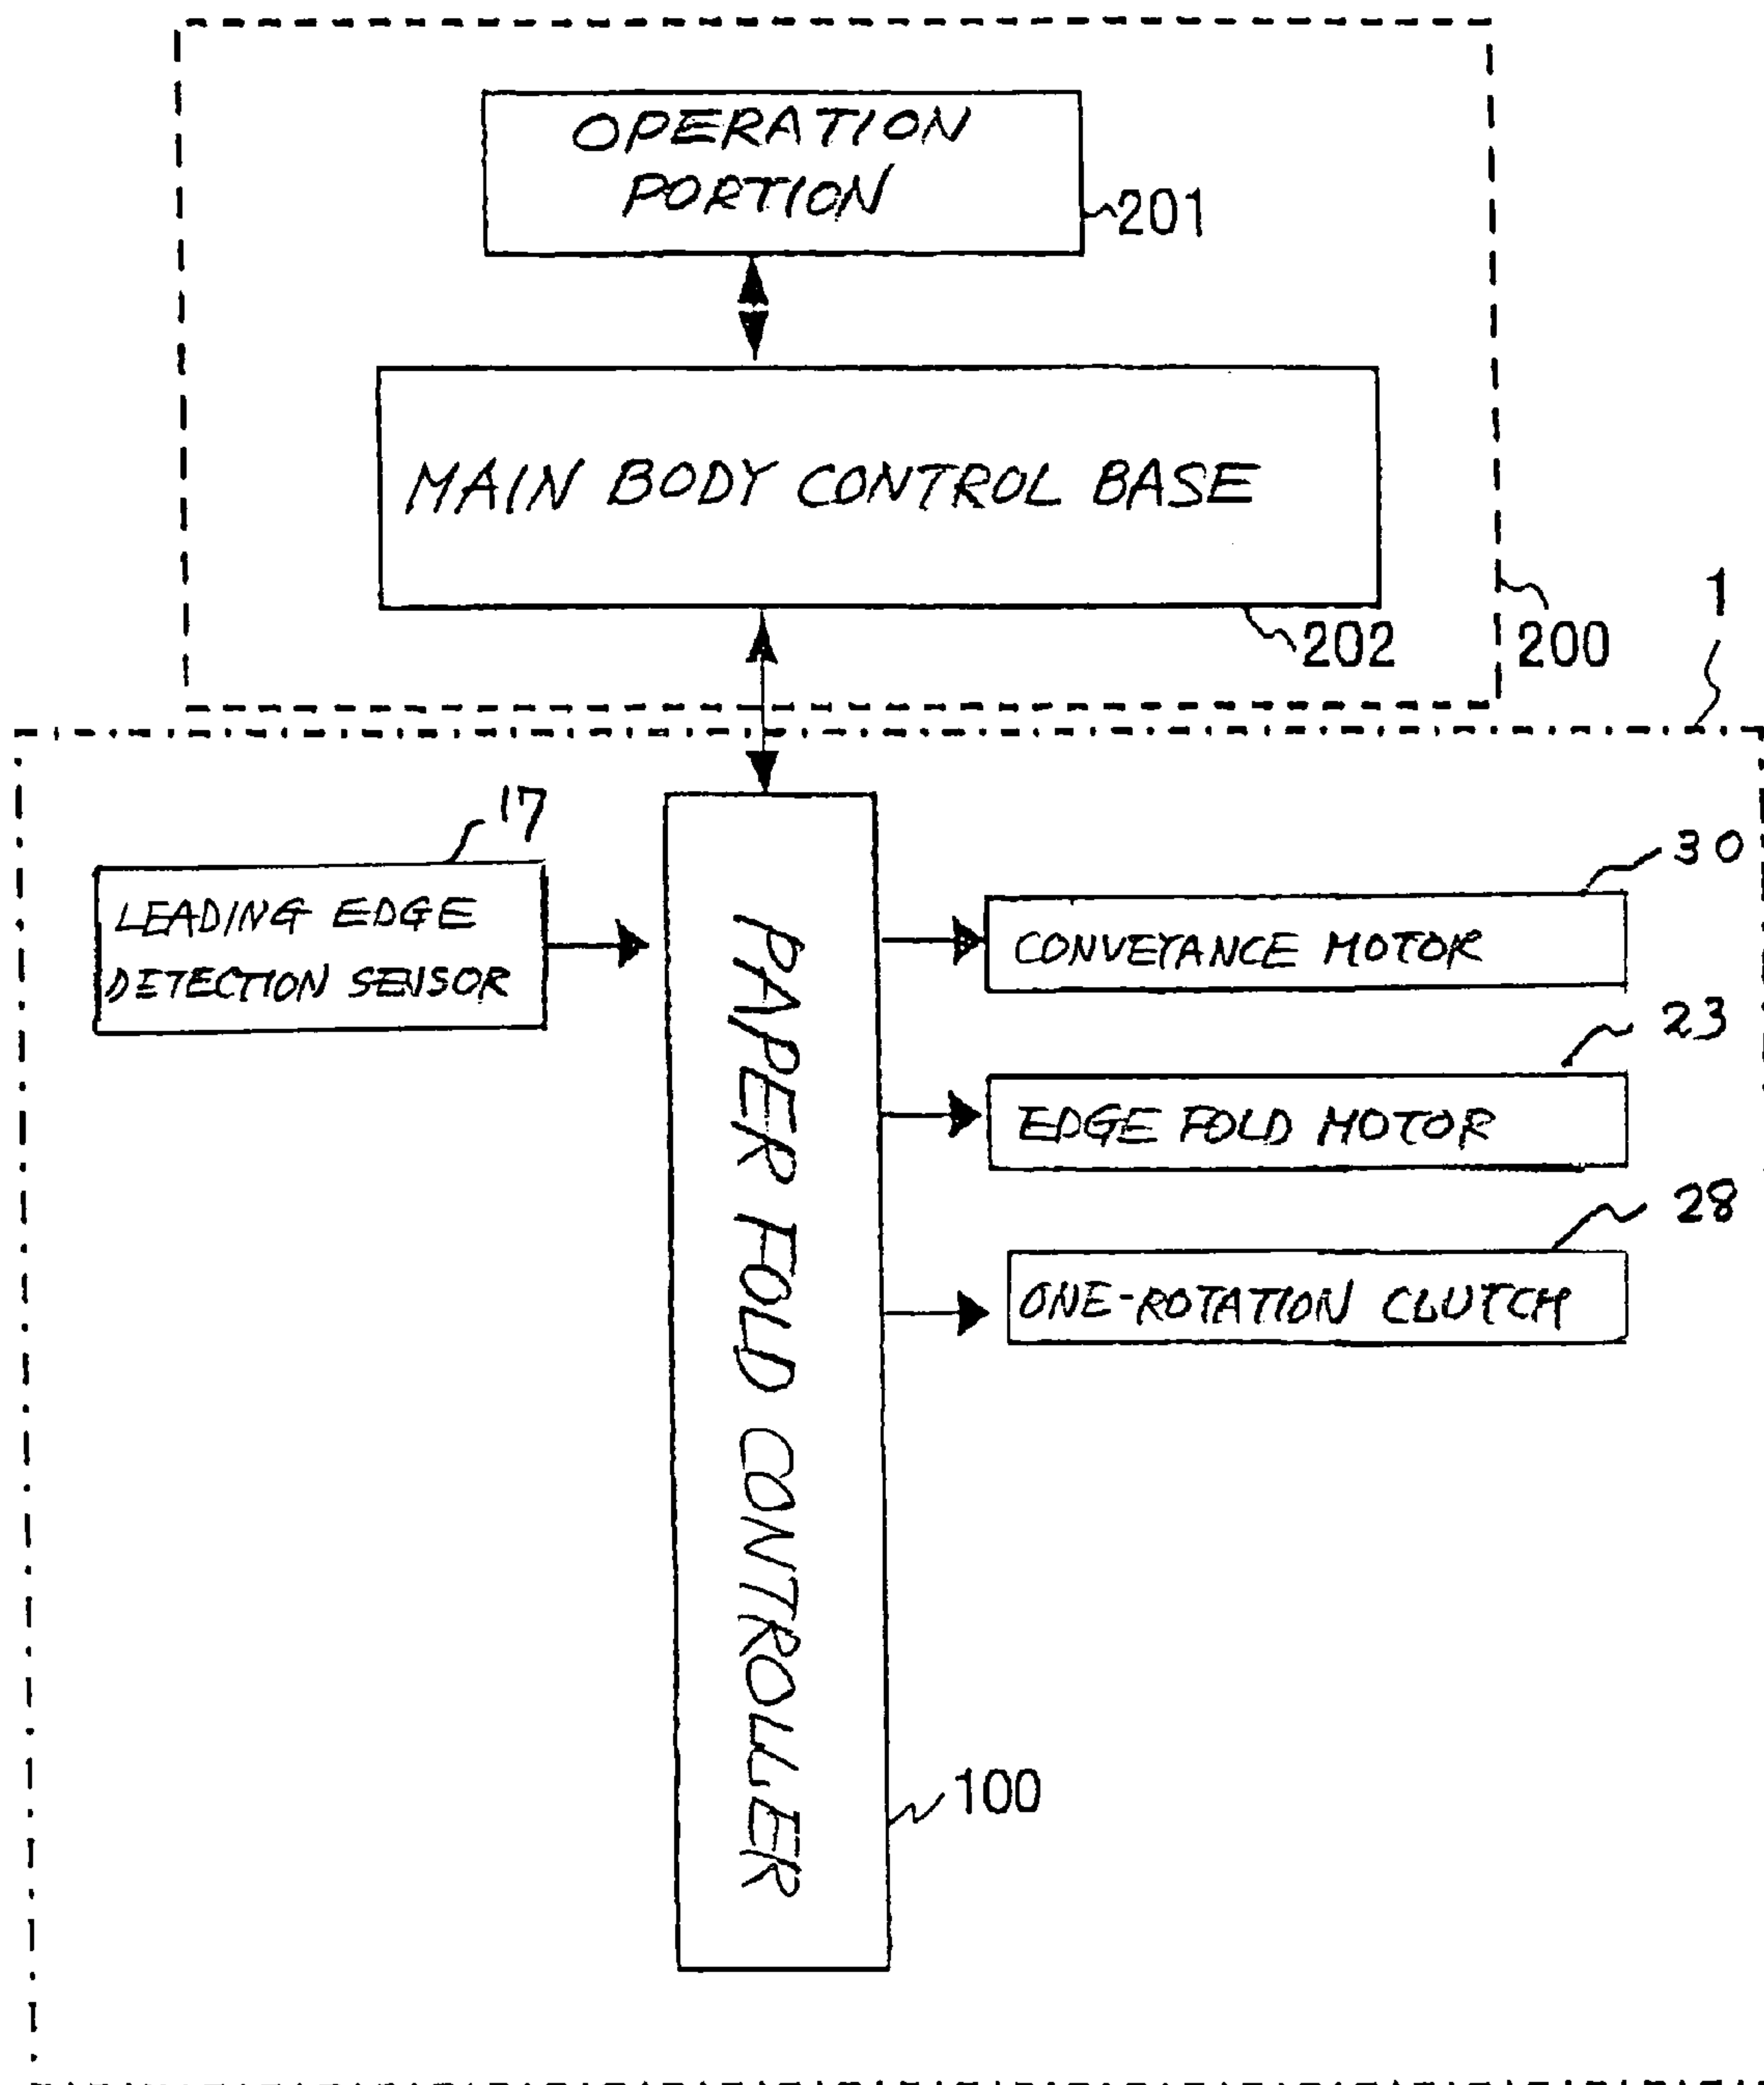 OPERATION
PORTION
201
MAIN BODY CONTROL BASE
202
200
1
17
LEADING EDGE
DETECTION SENSOR
PAPER FOLD CONTROLLER
100
30
CONVEYANCE MOTOR
23
EDGE FOLD MOTOR
28
ONE-ROTATION CLUTCH